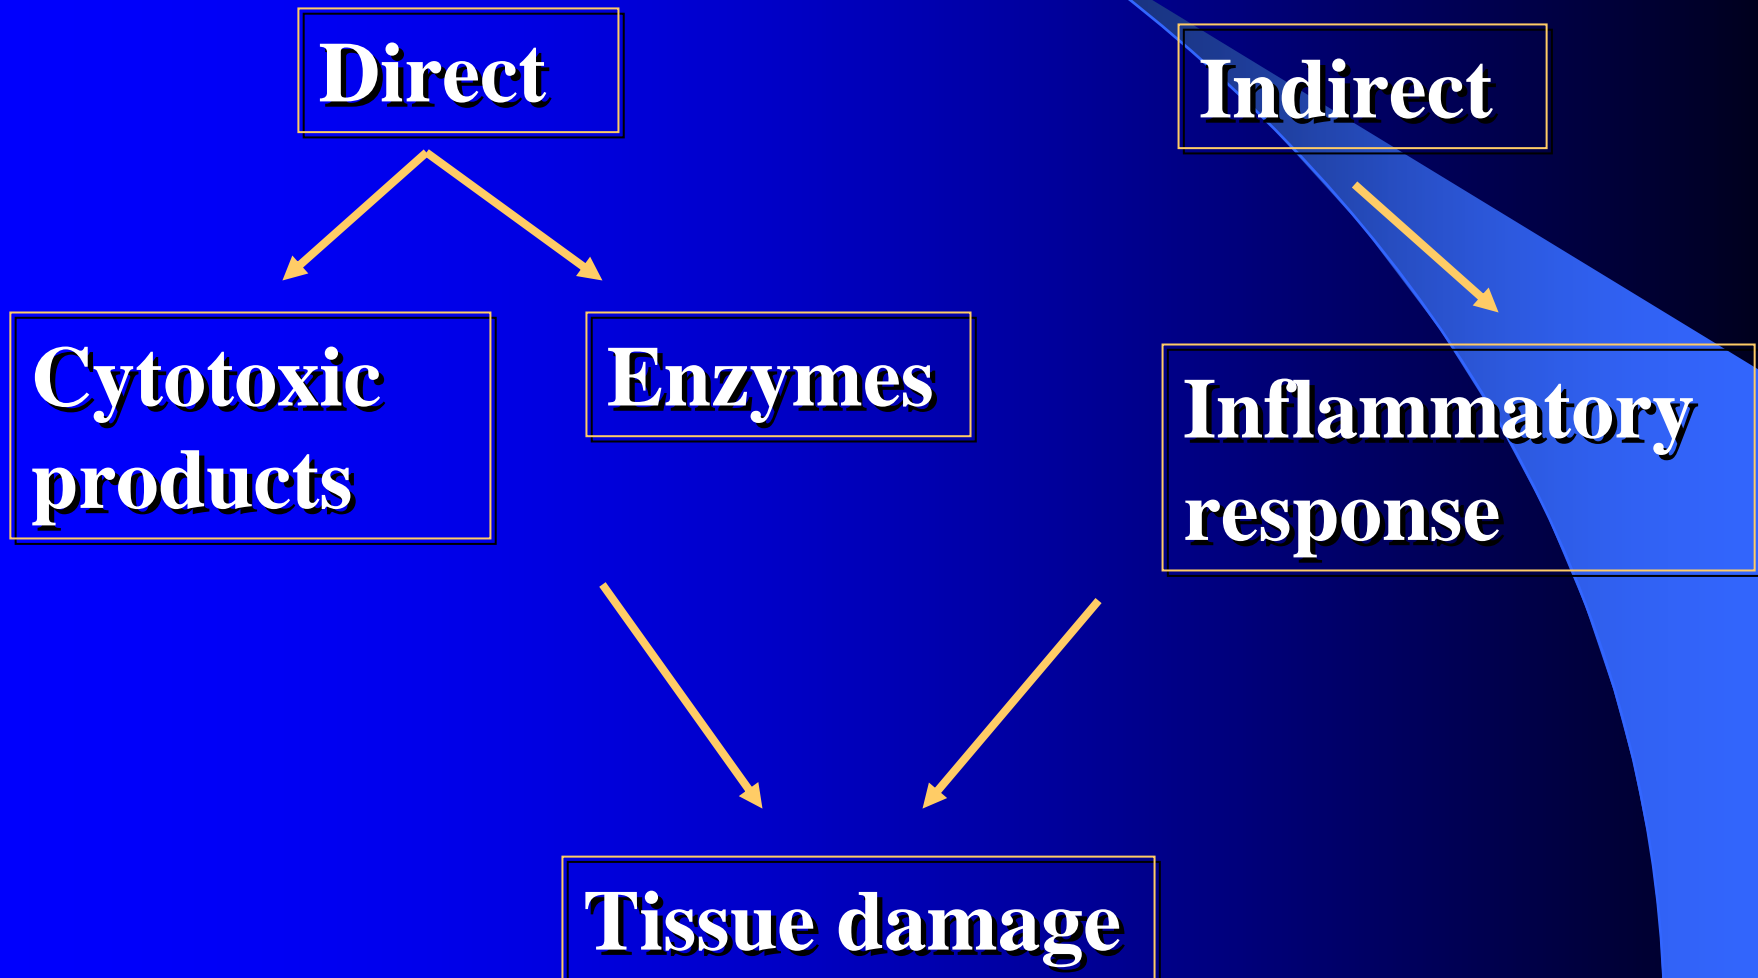 Direct
Indirect
Cytotoxic
products
Enzymes
Inflammatory
response
Tissue damage